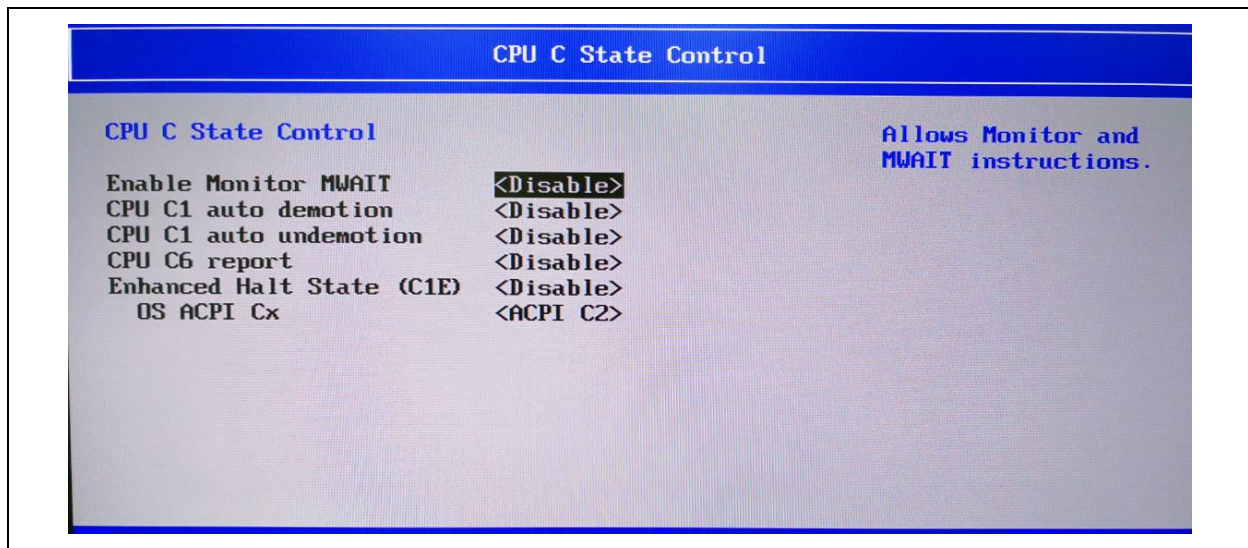 CPU C State Control
CPU C State Control
Allows Monitor and
MWAIT instructions.
Enable Monitor MWAIT <Disable>
CPU C1 auto demotion <Disable>
CPU C1 auto undemotion <Disable>
CPU C6 report <Disable>
Enhanced Halt State (C1E) <Disable>
OS ACPI Cx <ACPI C2>